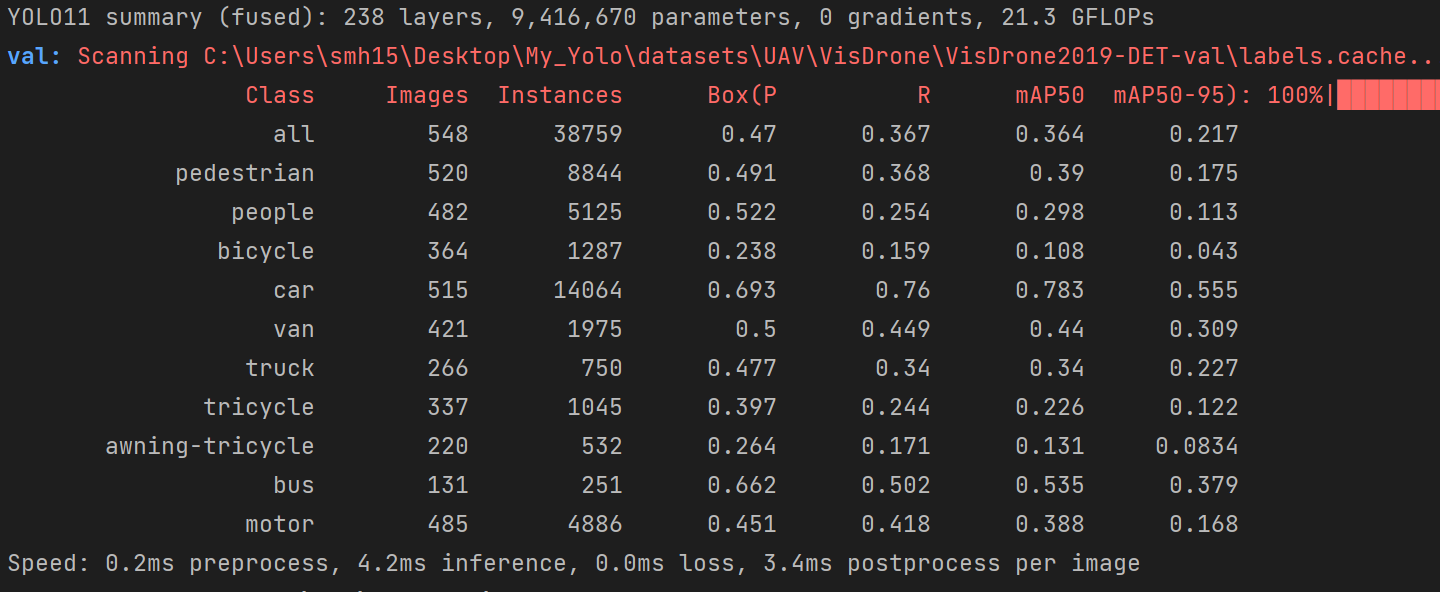 YOLO11 summary (fused): 238 layers, 9,416,670 parameters, 0 gradients, 21.3 GFLOPs
val: Scanning C:\Users\smh15\Desktop\My_Yolo\datasets\UAV\VisDrone\VisDrone2019-DET-val\labels.cache..
Class Images Instances Box(P R mAP50 mAP50-95): 100%|
all 548 38759 0.47 0.367 0.364 0.217
pedestrian 520 8844 0.491 0.368 0.39 0.175
people 482 5125 0.522 0.254 0.298 0.113
bicycle 364 1287 0.238 0.159 0.108 0.043
car 515 14064 0.693 0.76 0.783 0.555
van 421 1975 0.5 0.449 0.44 0.309
truck 266 750 0.477 0.34 0.34 0.227
tricycle 337 1045 0.397 0.244 0.226 0.122
awning-tricycle 220 532 0.264 0.171 0.131 0.0834
bus 131 251 0.662 0.502 0.535 0.379
motor 485 4886 0.451 0.418 0.388 0.168
Speed: 0.2ms preprocess, 4.2ms inference, 0.0ms loss, 3.4ms postprocess per image